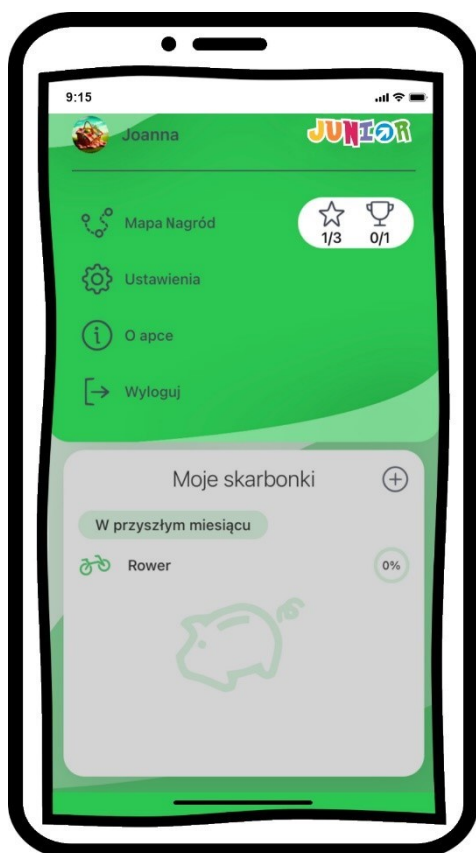 9:15
Joanna
JUNIOR
Mapa Nagród
1/3 0/1
Ustawienia
O apce
Wyloguj
Moje skarbonki
W przyszłym miesiącu
Rower
0%